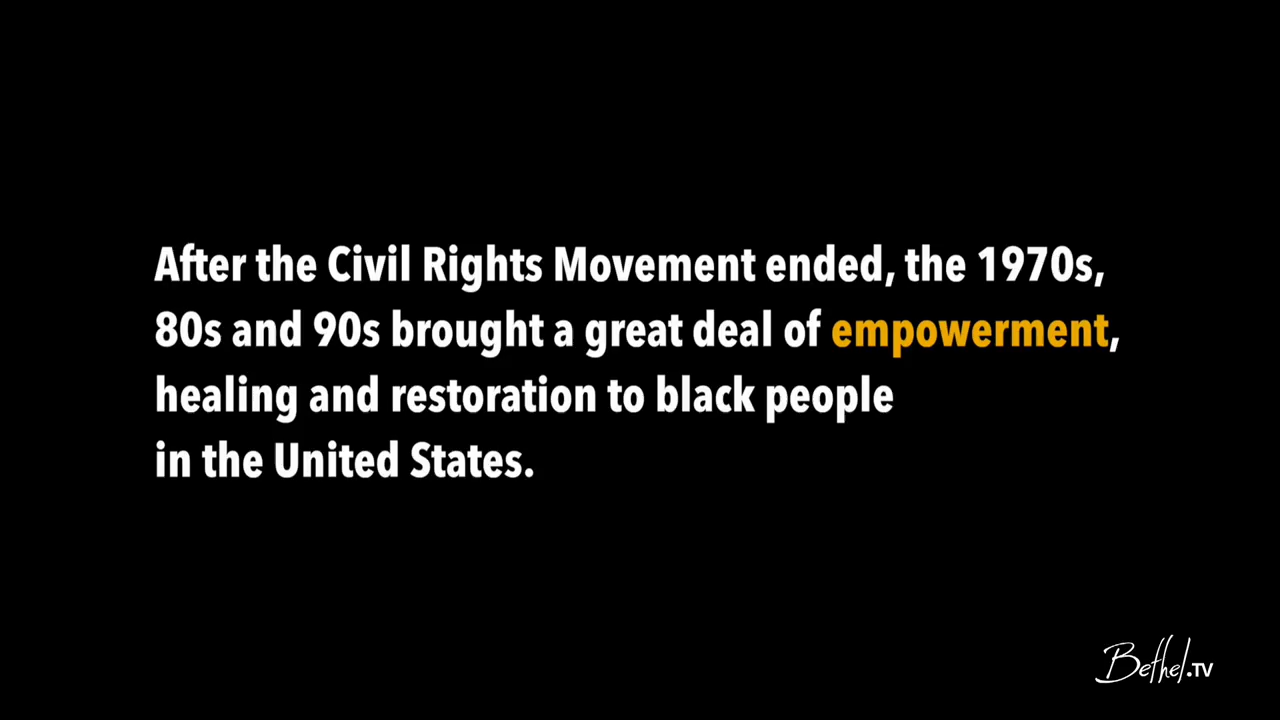 After the Civil Rights Movement ended, the 1970s,
80s and 90s brought a great deal of empowerment,
healing and restoration to black people
in the United States.
Bethel.TV